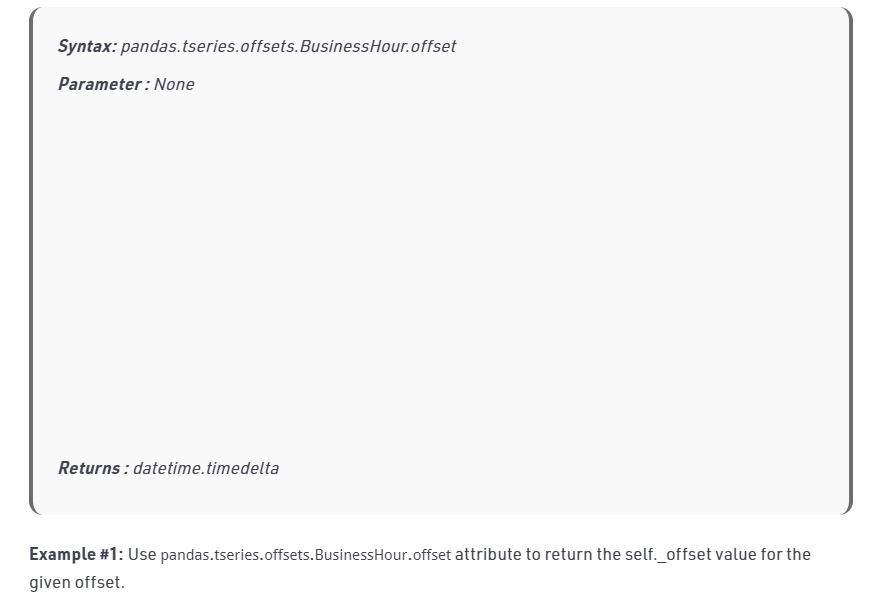 Syntax: pandas.tseries.offsets.BusinessHour.offset
Parameter : None
Returns : datetime.timedelta
Example #1: Use pandas.tseries.offsets.BusinessHour.offset attribute to return the self._offset value for the
given offset.